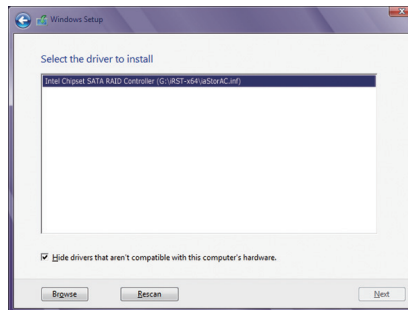 Windows Setup
Select the driver to install
Intel Chipset SATA RAID Controller (G:\iRST-x64\iaStorAC.inf)
Hide drivers that aren't compatible with this computer's hardware.
Browse
Rescan
Next